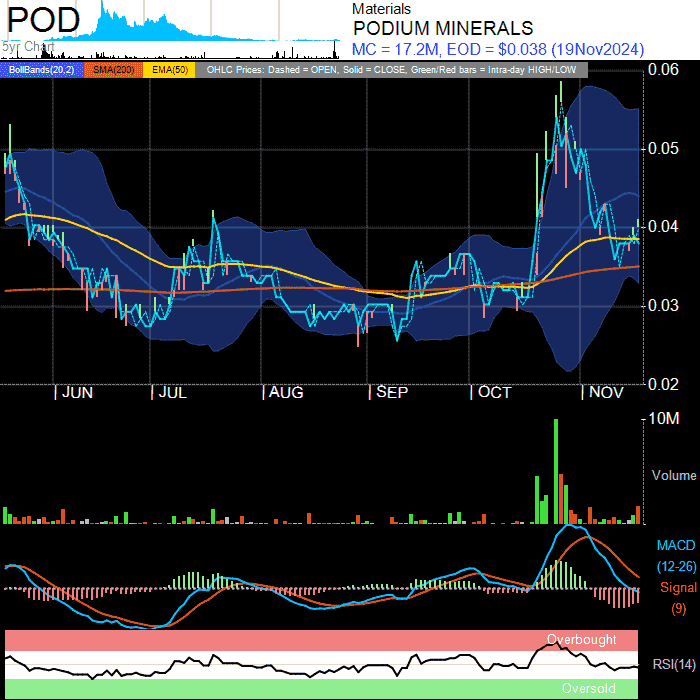 POD
5yr Chart
Materials
PODIUM MINERALS
MC = 17.2M, EOD = $0.038 (19Nov2024)
BollBands(20,2) SMA(200) EMA(50) OHLC Prices: Dashed = OPEN, Solid = CLOSE, Green/Red bars = Intra-day HIGH/LOW
0.06
0.05
0.04
0.03
0.02
JUN JUL AUG SEP OCT NOV
10M
Volume
MACD
(12-26)
Signal
(9)
Overbought
RSI(14)
Oversold